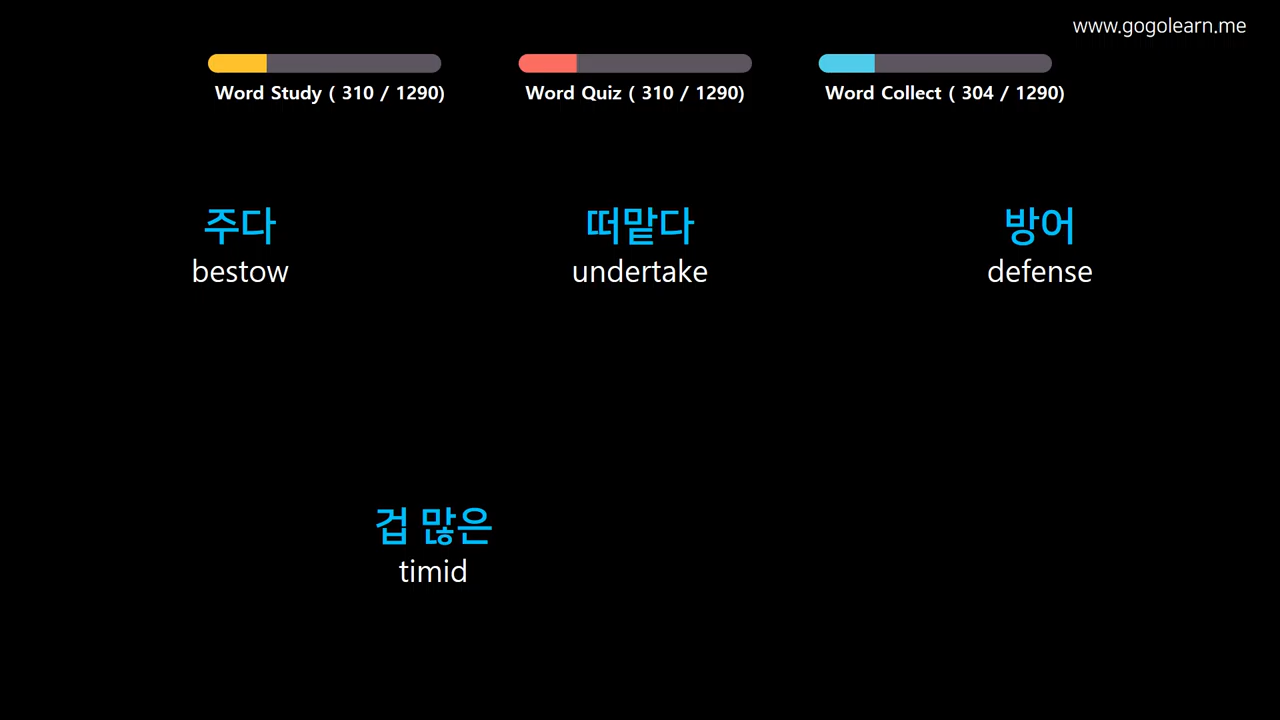 www.gogolearn.me
Word Study ( 310 / 1290)
Word Quiz ( 310 / 1290)
Word Collect ( 304 / 1290)
주다
bestow
떠맡다
undertake
방어
defense
겁 많은
timid